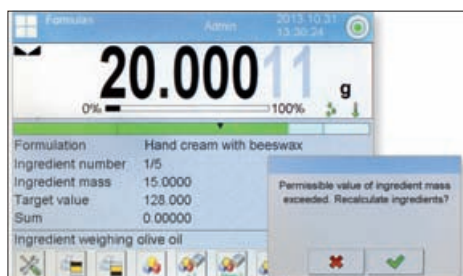 Formulas Admin 2013.10.31
13:30:24
20.00011 g
0% 100%
Formulation Hand cream with beeswax
Ingredient number 1/5
Ingredient mass 15.0000
Target value 128.000
Sum 0.00000
Ingredient weighing olive oil
Permissible value of ingredient mass
exceeded. Recalculate ingredients?